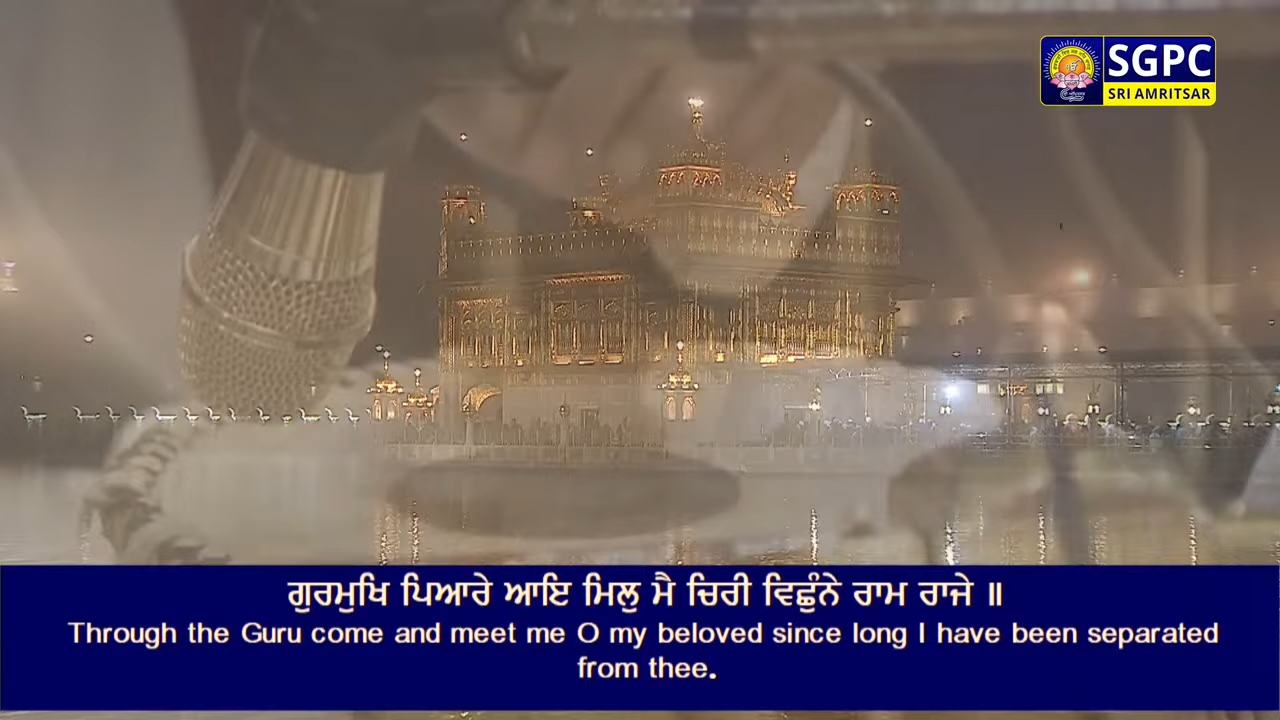 SGPC
SRI AMRITSAR
ਗੁਰਮੁਖਿ ਪਿਆਰੇ ਆਇ ਮਿਲੁ ਮੈ ਚਿਰੀ ਵਿਛੁੰਨੇ ਰਾਮ ਰਾਜੇ ॥
Through the Guru come and meet me O my beloved since long I have been separated
from thee.